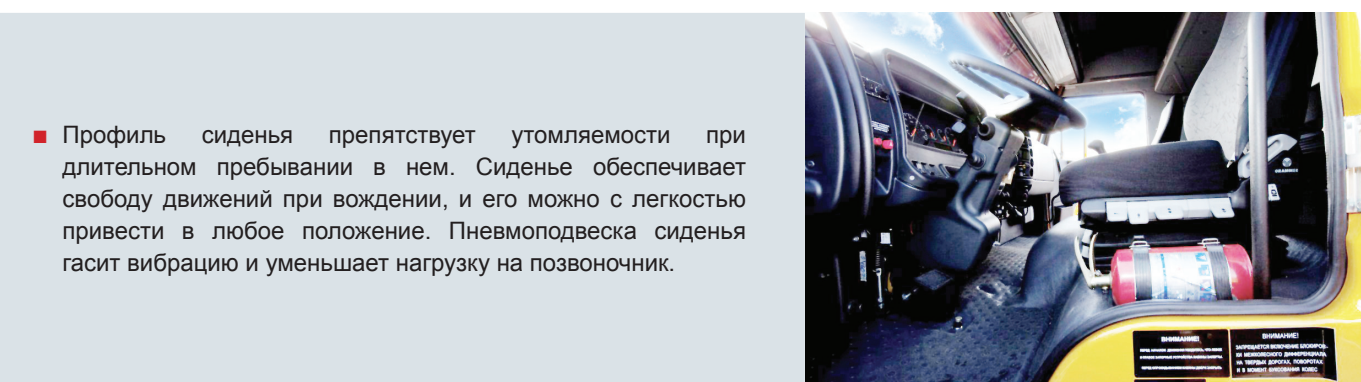 Профиль сиденья препятствует утомляемости при
длительном пребывании в нем. Сиденье обеспечивает
свободу движений при вождении, и его можно с легкостью
привести в любое положение. Пневмоподвеска сиденья
гасит вибрацию и уменьшает нагрузку на позвоночник.
GRAMMER
ВНИМАНИЕ!
ВНИМАНИЕ!
ЗАПРЕЩАЕТСЯ ВКЛЮЧЕНИЕ БЛОКИРОВ-
КИ МЕЖКОЛЕСНОГО ДИФФЕРЕНЦИАЛА
НА ТВЕРДЫХ ДОРОГАХ, ПОВОРОТАХ
И В МОМЕНТ БУКСОВАНИЯ КОЛЕС